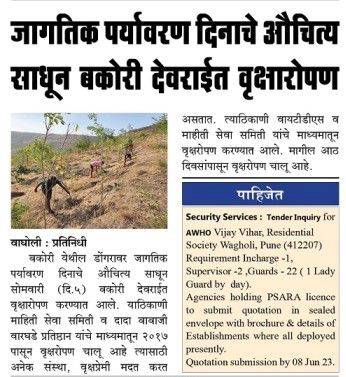 जागतिक पर्यावरण दिनाचे औचित्य
साधून बकोरी देवराईत वृक्षारोपण
वाघोली : प्रतिनिधी
बकोरी येथील डोंगरावर जागतिक
पर्यावरण दिनाचे औचित्य साधून
सोमवारी (दि.५) बकोरी देवराईत
वृक्षारोपण करण्यात आले. याठिकाणी
माहिती सेवा समिती व दादा वाबाजी
वारघडे प्रतिष्ठान यांचे माध्यमातून २०१७
पासून वृक्षरोपण चालू आहे त्यासाठी
अनेक संस्था, वृक्षप्रेमी मदत करत
असतात. त्याठिकाणी वायटीडीएस व
माहीती सेवा समिती यांचे माध्यमातून
वृक्षरोपण करण्यात आले. मागील आठ
दिवसांपासून वृक्षरोपण चालू आहे.
पाहिजेत
Security Services : Tender Inquiry for
AWHO Vijay Vihar, Residential
Society Wagholi, Pune (412207)
Requirement Incharge -1,
Supervisor -2 ,Guards - 22 ( 1 Lady
Guard by day).
Agencies holding PSARA licence
to submit quotation in sealed
envelope with brochure & details of
Establishments where all deployed
presently.
Quotation submission by 08 Jun 23.